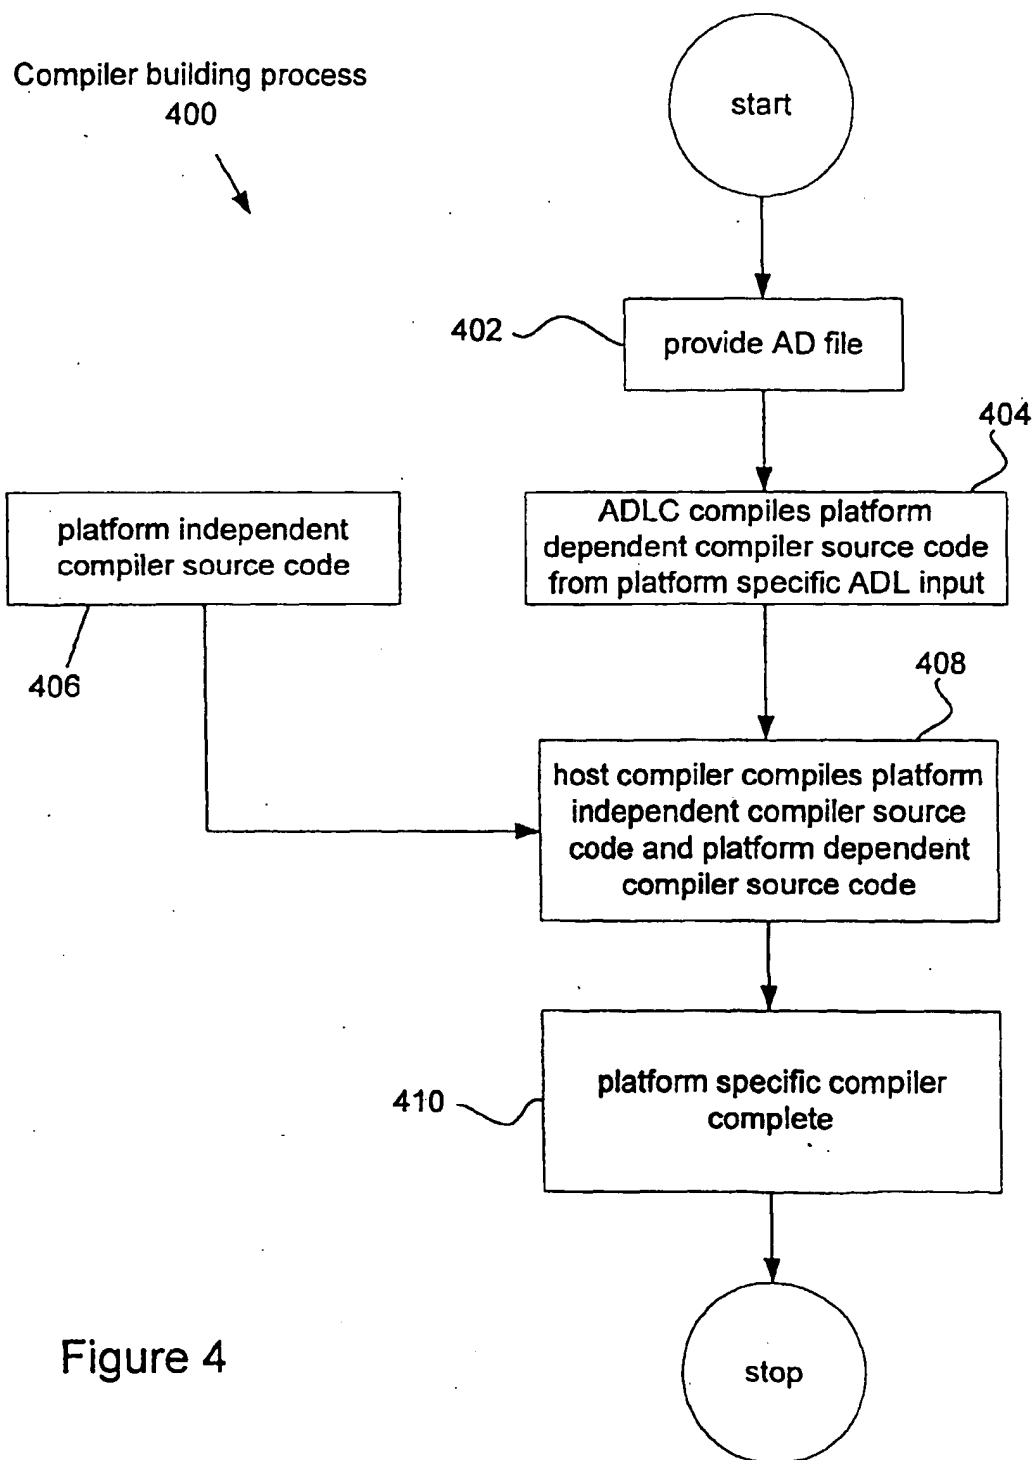 Compiler building process
400
start
402
provide AD file
404
ADLC compiles platform
dependent compiler source code
from platform specific ADL input
platform independent
compiler source code
406
408
host compiler compiles platform
independent compiler source
code and platform dependent
compiler source code
410
platform specific compiler
complete
Figure 4
stop